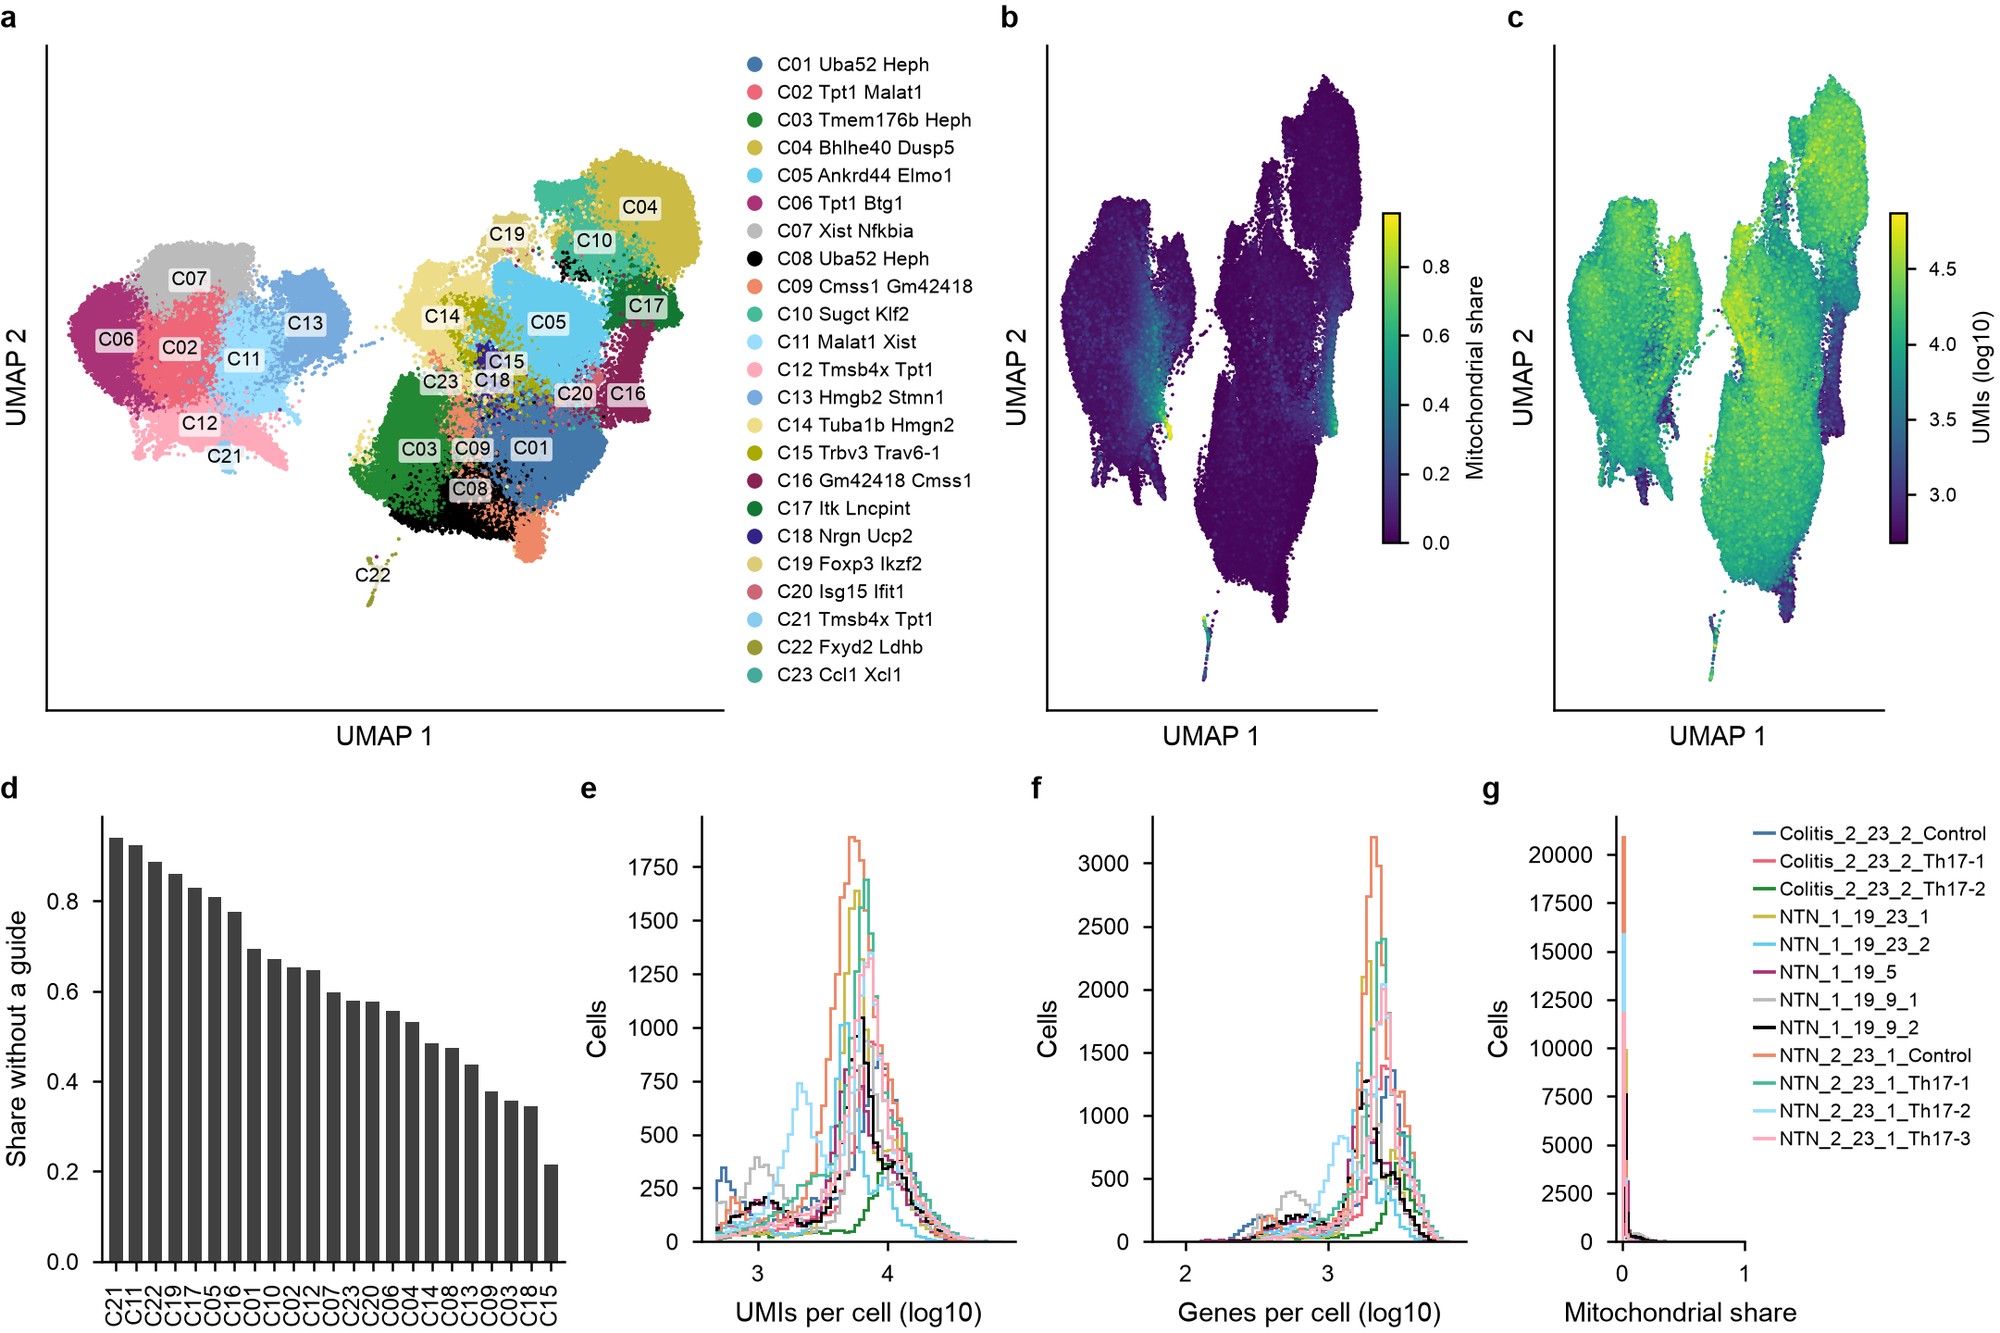 a
UMAP 2
UMAP 1
C04
C19
C10
C07
C17
C13
C14
C05
C06
C02
C11
C15
C18
C23
C20
C16
C12
C03
C09
C01
C21
C08
C22
C01 Uba52 Heph
C02 Tpt1 Malat1
C03 Tmem176b Heph
C04 Bhlhe40 Dusp5
C05 Ankrd44 Elmo1
C06 Tpt1 Btg1
C07 Xist Nfkbia
C08 Uba52 Heph
C09 Cmss1 Gm42418
C10 Sugct Klf2
C11 Malat1 Xist
C12 Tmsb4x Tpt1
C13 Hmgb2 Stmn1
C14 Tuba1b Hmgn2
C15 Trbv3 Trav6-1
C16 Gm42418 Cmss1
C17 Itk Lncpint
C18 Nrgn Ucp2
C19 Foxp3 Ikzf2
C20 Isg15 Ifit1
C21 Tmsb4x Tpt1
C22 Fxyd2 Ldhb
C23 Ccl1 Xcl1
b
UMAP 2
UMAP 1
0.8
0.6
0.4
0.2
0.0
Mitochondrial share
c
UMAP 2
UMAP 1
4.5
4.0
3.5
3.0
UMIs (log10)
d
Share without a guide
0.8
0.6
0.4
0.2
0.0
C21
C11
C22
C19
C17
C05
C16
C01
C10
C02
C12
C07
C23
C20
C06
C04
C14
C08
C13
C09
C03
C18
C15
e
Cells
1750
1500
1250
1000
750
500
250
0
3
4
UMIs per cell (log10)
f
Cells
3000
2500
2000
1500
1000
500
0
2
3
Genes per cell (log10)
g
Cells
20000
17500
15000
12500
10000
7500
5000
2500
0
0
1
Mitochondrial share
Colitis_2_23_2_Control
Colitis_2_23_2_Th17-1
Colitis_2_23_2_Th17-2
NTN_1_19_23_1
NTN_1_19_23_2
NTN_1_19_5
NTN_1_19_9_1
NTN_1_19_9_2
NTN_2_23_1_Control
NTN_2_23_1_Th17-1
NTN_2_23_1_Th17-2
NTN_2_23_1_Th17-3